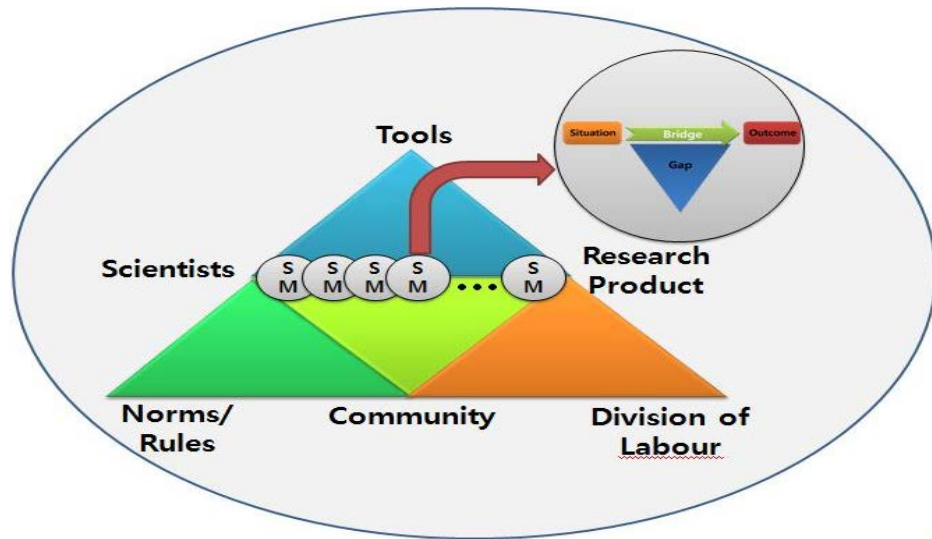 Tools
Situation
Bridge
Outcome
Gap
Scientists
S
M
S
M
S
M
S
M
...
S
M
Research
Product
Norms/
Rules
Community
Division of
Labour